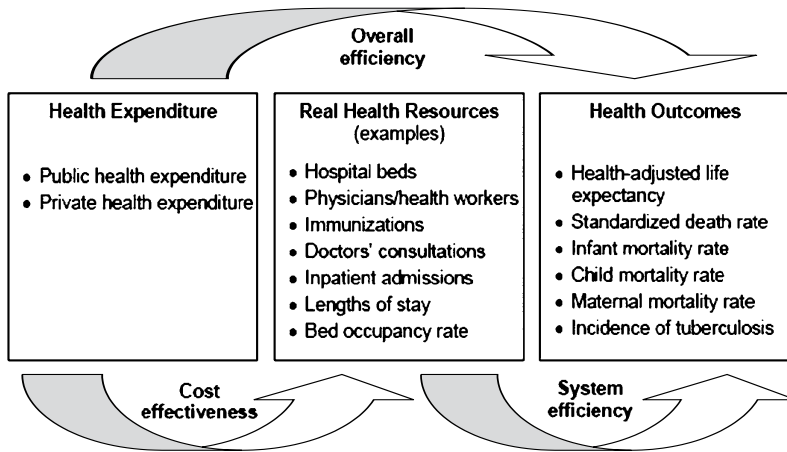 Overall
efficiency
Health Expenditure
• Public health expenditure
• Private health expenditure
Real Health Resources
(examples)
• Hospital beds
• Physicians/health workers
• Immunizations
• Doctors' consultations
• Inpatient admissions
• Lengths of stay
• Bed occupancy rate
Health Outcomes
• Health-adjusted life
expectancy
• Standardized death rate
• Infant mortality rate
• Child mortality rate
• Maternal mortality rate
• Incidence of tuberculosis
Cost
effectiveness
System
efficiency